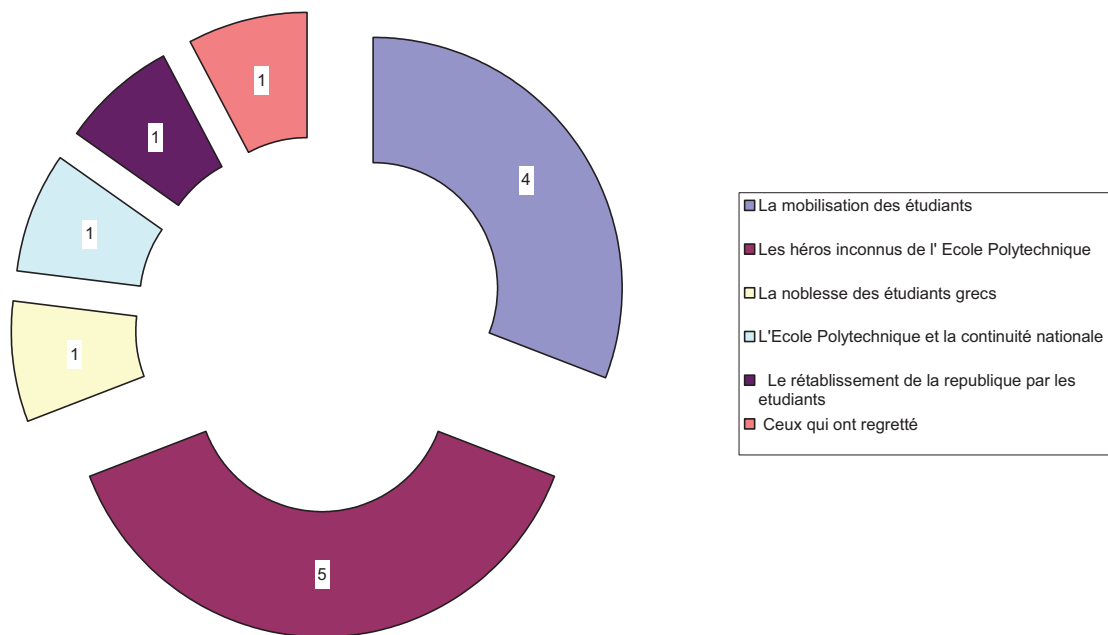 1
1
4
1
1
5
La mobilisation des étudiants
Les héros inconnus de l' Ecole Polytechnique
La noblesse des étudiants grecs
L'Ecole Polytechnique et la continuité nationale
Le rétablissement de la republique par les
etudiants
Ceux qui ont regretté